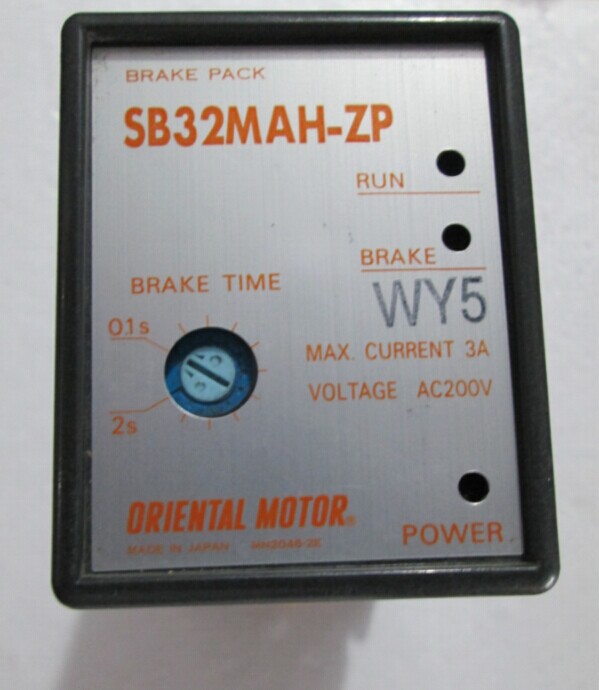 BRAKE PACK
SB32MAH-ZP
RUN
BRAKE
WY5
BRAKE TIME
0.1s
2s
MAX. CURRENT 3A
VOLTAGE AC200V
ORIENTAL MOTOR®
MADE IN JAPAN
POWER